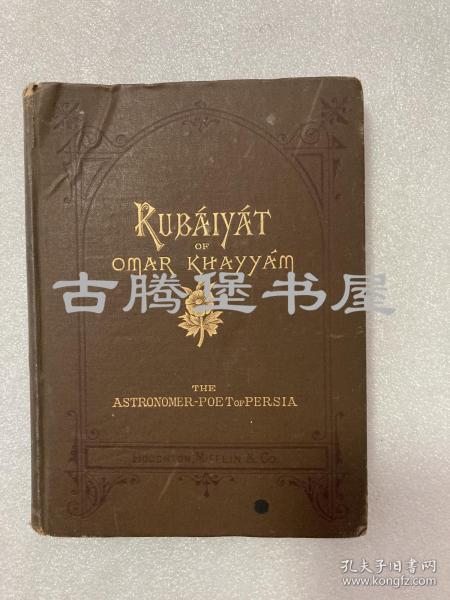 RUBÁIYÁT
OF
OMAR KHAYYÁM
古腾堡书屋
THE
ASTRONOMER-POET OF PERSIA
HOUGHTON, MIFFLIN & CO.
孔夫子旧书网
www.kongfz.com